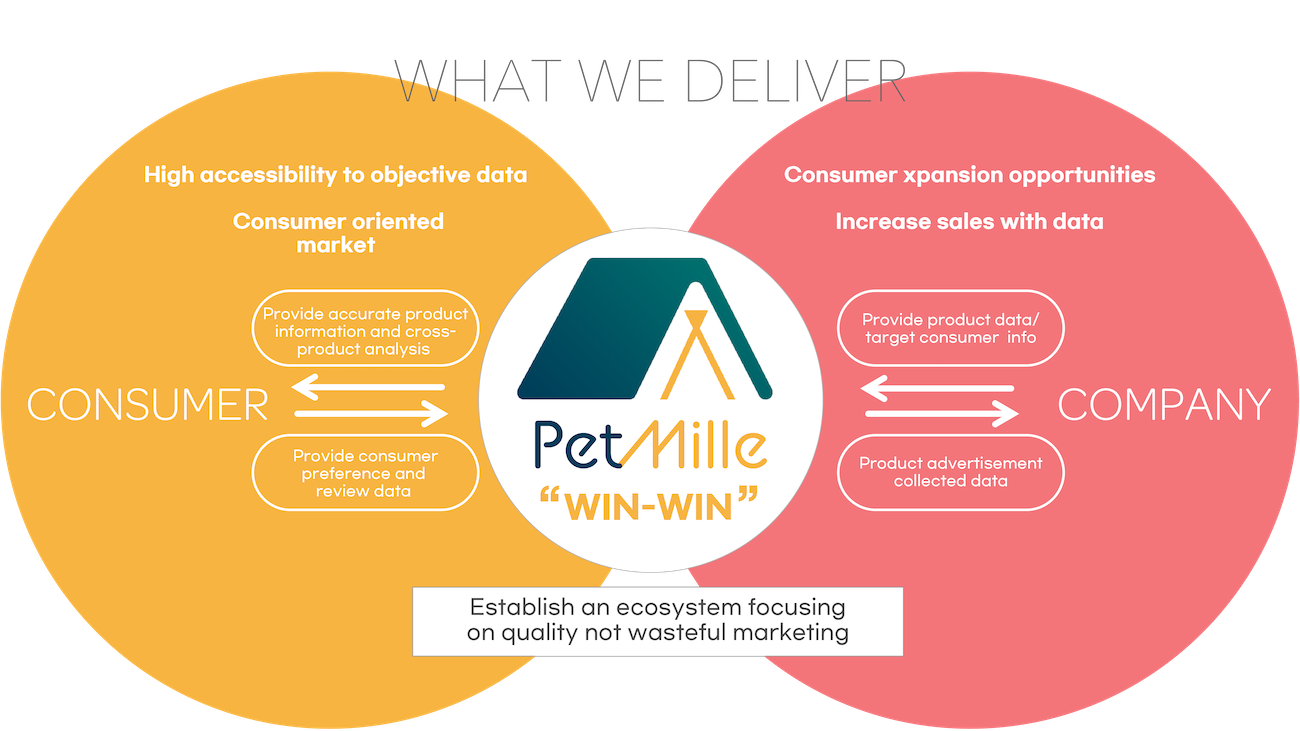 WHAT WE DELIVER
High accessibility to objective data
Consumer oriented
market
Provide accurate product
information and cross-
product analysis
CONSUMER
Provide consumer
preference and
review data
PetMille
“WIN-WIN”
Consumer xpansion opportunities
Increase sales with data
Provide product data/
target consumer info
COMPANY
Product advertisement
collected data
Establish an ecosystem focusing
on quality not wasteful marketing